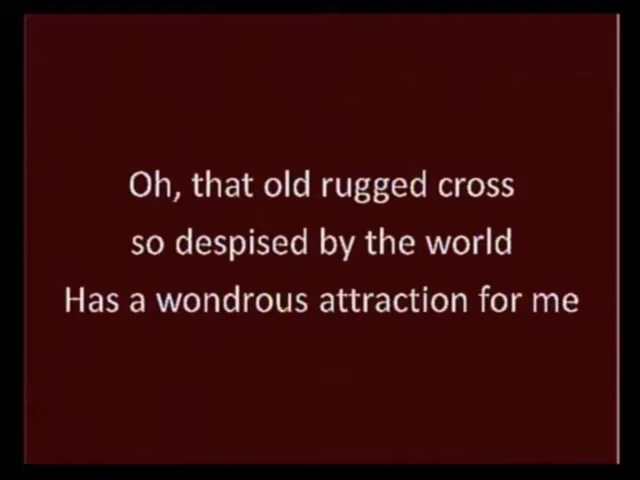 Oh, that old rugged cross
so despised by the world
Has a wondrous attraction for me